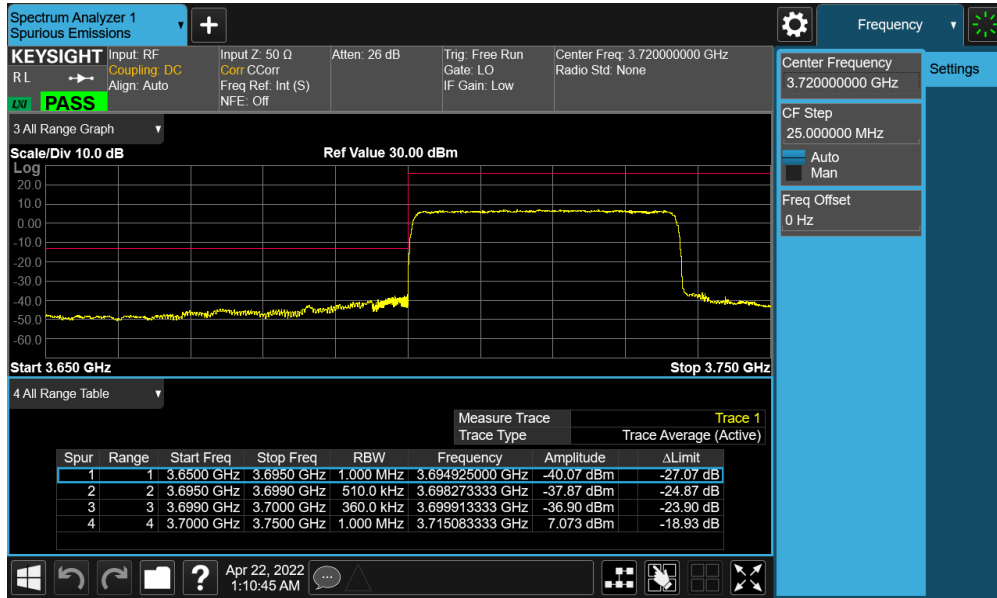 Spectrum Analyzer 1
Spurious Emissions
Frequency
KEYSIGHT
R L
LXI
PASS
Input: RF
Coupling: DC
Align: Auto
Input Z: 50 Ω
Corr CCorr
Freq Ref: Int (S)
NFE: Off
Atten: 26 dB
Trig: Free Run
Gate: LO
IF Gain: Low
Center Freq: 3.720000000 GHz
Radio Std: None
Center Frequency
3.720000000 GHz
Settings
CF Step
25.000000 MHz
Auto
Man
Freq Offset
0 Hz
3 All Range Graph
Scale/Div 10.0 dB
Ref Value 30.00 dBm
Log
20.0
10.0
0.00
-10.0
-20.0
-30.0
-40.0
-50.0
-60.0
Start 3.650 GHz
Stop 3.750 GHz
4 All Range Table
Measure Trace Trace 1
Trace Type Trace Average (Active)
Spur Range Start Freq Stop Freq RBW Frequency Amplitude ΔLimit
1 1 3.6500 GHz 3.6950 GHz 1.000 MHz 3.694925000 GHz -40.07 dBm -27.07 dB
2 2 3.6950 GHz 3.6990 GHz 510.0 kHz 3.698273333 GHz -37.87 dBm -24.87 dB
3 3 3.6990 GHz 3.7000 GHz 360.0 kHz 3.699913333 GHz -36.90 dBm -23.90 dB
4 4 3.7000 GHz 3.7500 GHz 1.000 MHz 3.715083333 GHz 7.073 dBm -18.93 dB
?
Apr 22, 2022
1:10:45 AM